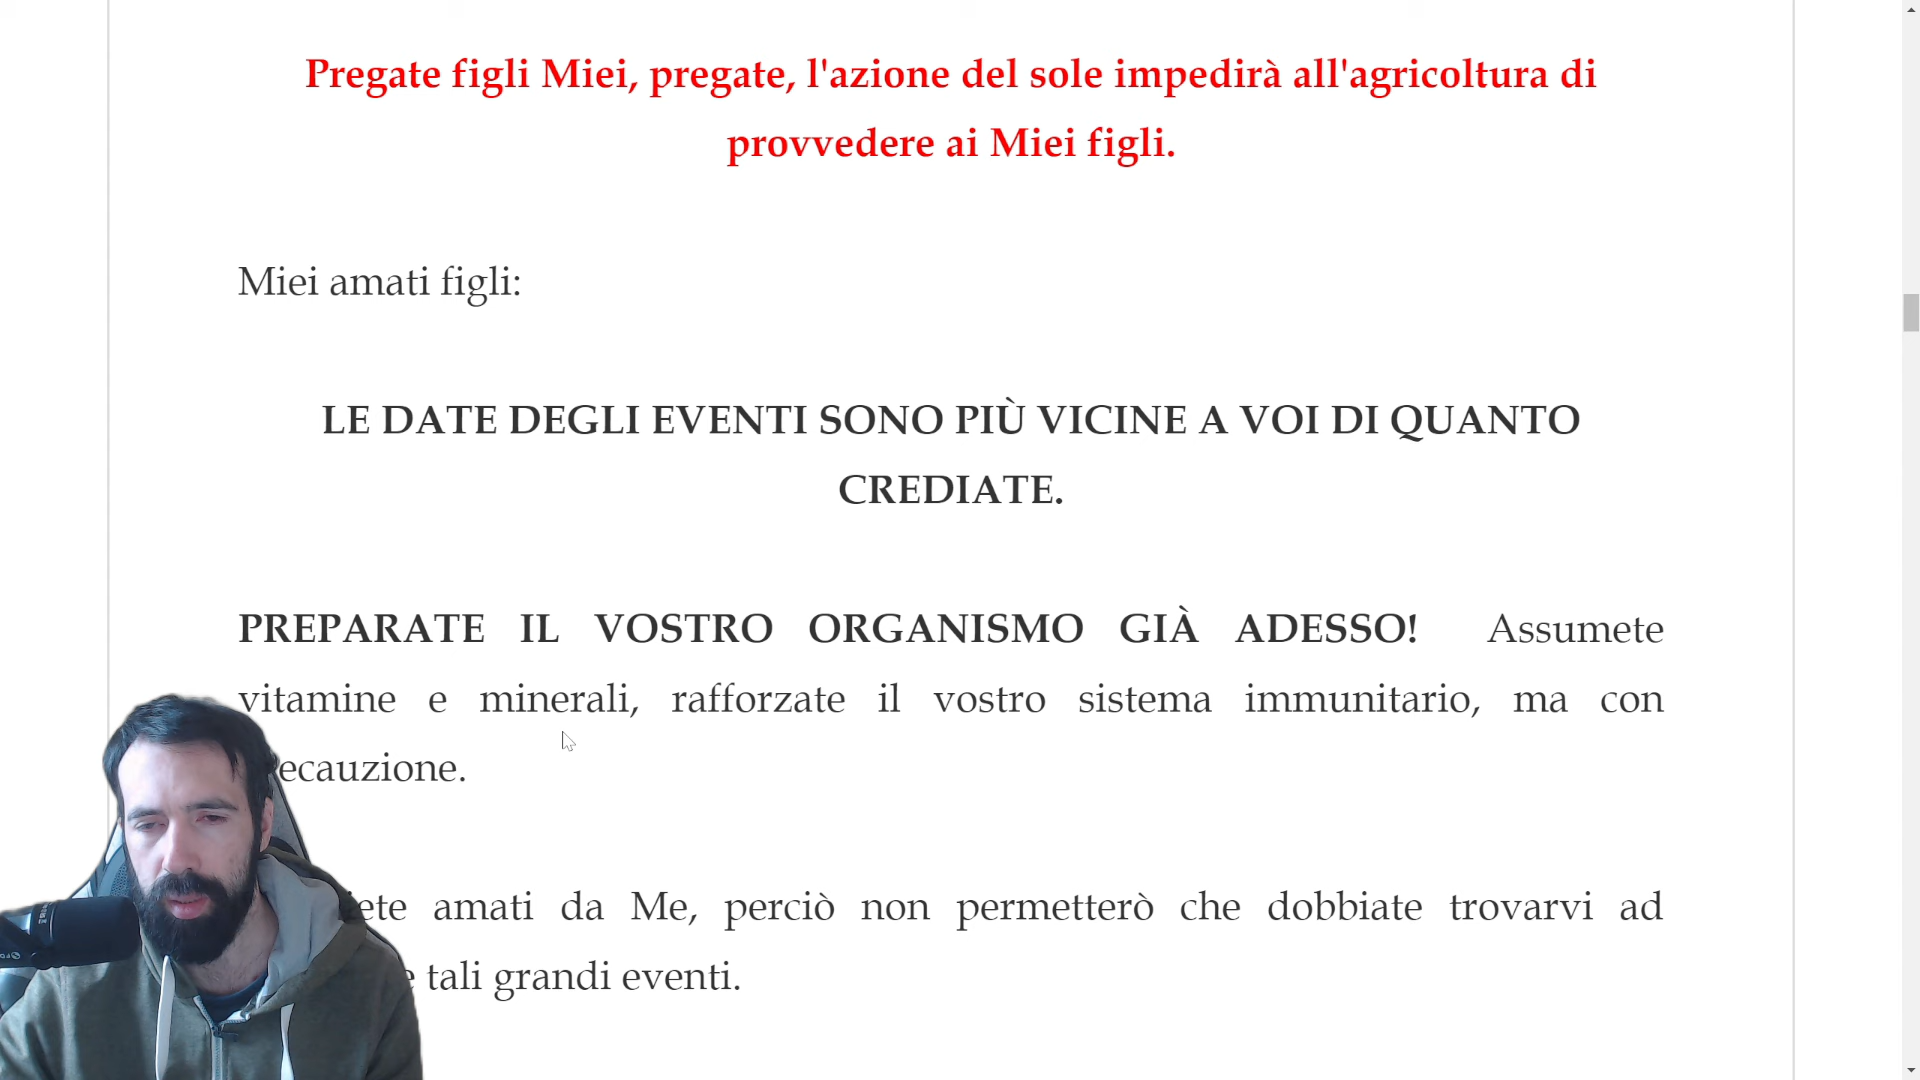 Pregate figli Miei, pregate, l'azione del sole impedirà all'agricoltura di
provvedere ai Miei figli.
Miei amati figli:
LE DATE DEGLI EVENTI SONO PIÙ VICINE A VOI DI QUANTO
CREDIATE.
PREPARATE IL VOSTRO ORGANISMO GIÀ ADESSO! Assumete
vitamine e minerali, rafforzate il vostro sistema immunitario, ma con
ecauzione.
ete amati da Me, perciò non permetterò che dobbiate trovarvi ad
e tali grandi eventi.